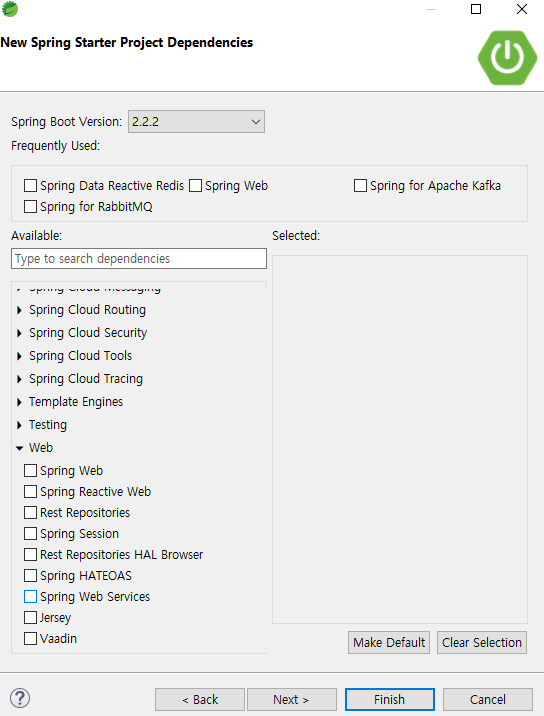 New Spring Starter Project Dependencies
Spring Boot Version: 2.2.2
Frequently Used:
Spring Data Reactive Redis Spring Web Spring for Apache Kafka
Spring for RabbitMQ
Available: Selected:
Type to search dependencies
Spring Cloud Messaging
Spring Cloud Routing
Spring Cloud Security
Spring Cloud Tools
Spring Cloud Tracing
Template Engines
Testing
Web
Spring Web
Spring Reactive Web
Rest Repositories
Spring Session
Rest Repositories HAL Browser
Spring HATEOAS
Spring Web Services
Jersey
Vaadin
Make Default Clear Selection
? < Back Next > Finish Cancel